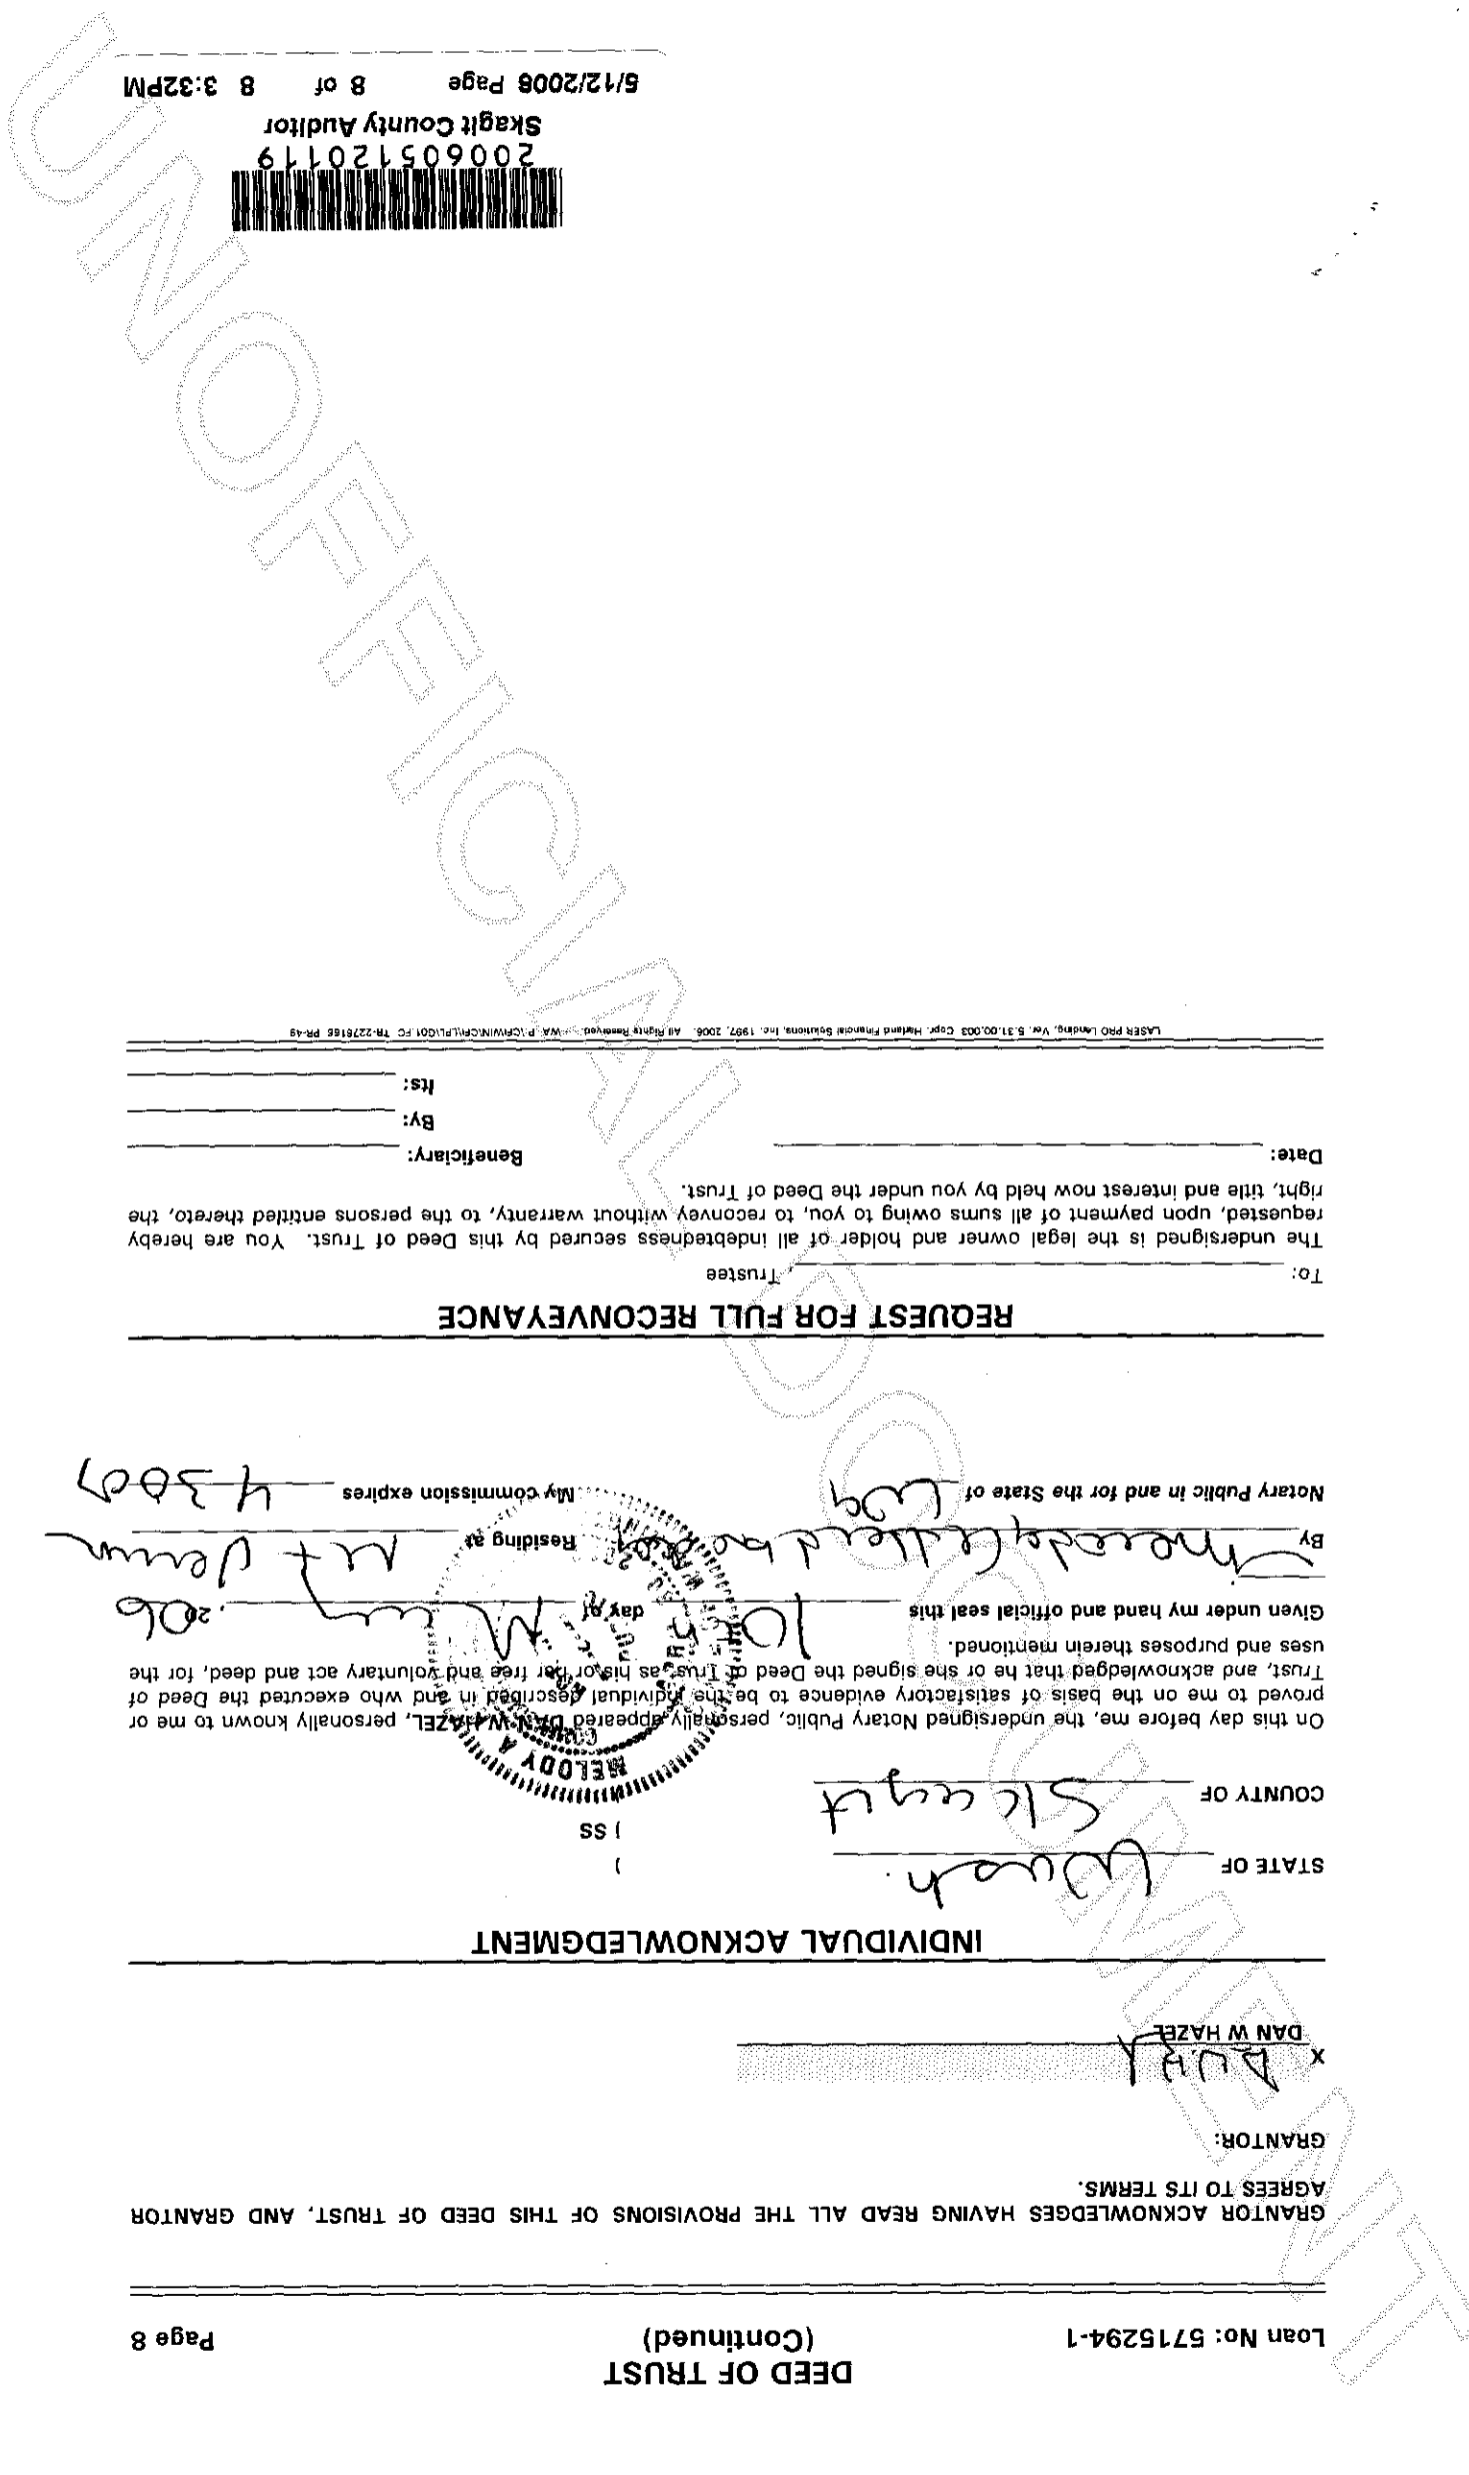 DEED OF TRUST
Loan No: 5715294-1 (Continued) Page 8
GRANTOR ACKNOWLEDGES HAVING READ ALL THE PROVISIONS OF THIS DEED OF TRUST, AND GRANTOR
AGREES TO ITS TERMS.
GRANTOR:
X
DAN W HAZEL
INDIVIDUAL ACKNOWLEDGMENT
STATE OF Wash. )
) SS
COUNTY OF Skagit
MELODY A
On this day before me, the undersigned Notary Public, personally appeared DAN W HAZEL, personally known to me or
proved to me on the basis of satisfactory evidence to be the individual described in and who executed the Deed of
Trust, and acknowledged that he or she signed the Deed of Trust as his or her free and voluntary act and deed, for the
uses and purposes therein mentioned.
Given under my hand and official seal this 10th day of May, 2006
By Residing at Mt Vernon
Notary Public in and for the State of WA My commission expires
REQUEST FOR FULL RECONVEYANCE
To: , Trustee
The undersigned is the legal owner and holder of all indebtedness secured by this Deed of Trust. You are hereby
requested, upon payment of all sums owing to you, to reconvey without warranty, to the persons entitled thereto, the
right, title and interest now held by you under the Deed of Trust.
Date: Beneficiary:
By:
Its:
LASER PRO Lending, Ver. 5.31.00.003 Copr. Harland Financial Solutions, Inc. 1997, 2006. All Rights Reserved. - WA P:\CFI\WIN\CFI\LPL\G01.FC TR-2278166 PR-49
200605120119
Skagit County Auditor
5/12/2006 Page 8 of 8 3:32PM
UNOFFICIAL DOCUMENT